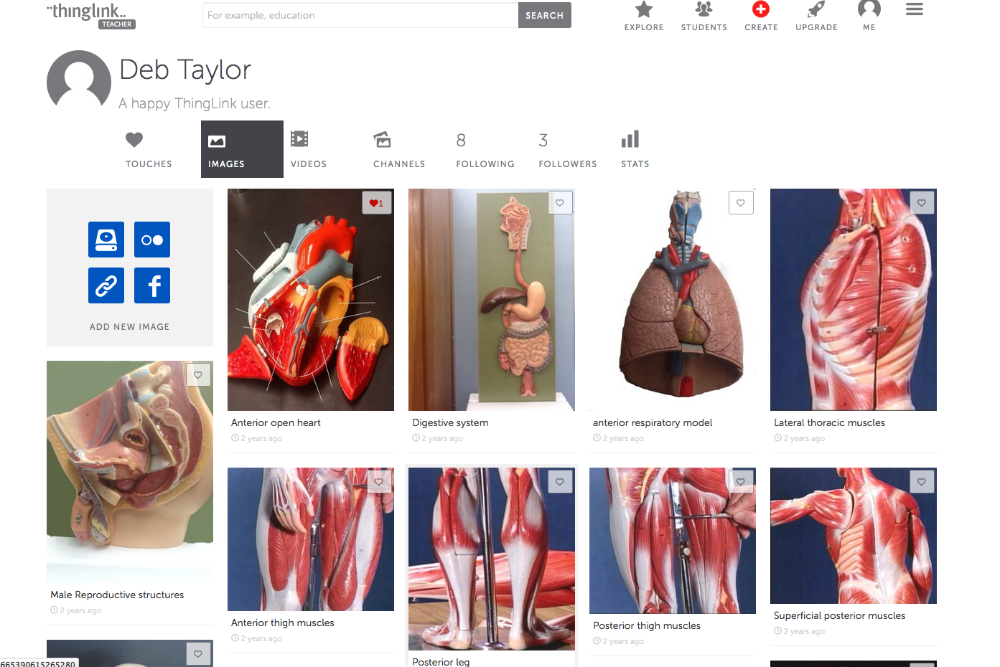 thinglink..
TEACHER
For example, education
SEARCH
EXPLORE
STUDENTS
CREATE
UPGRADE
ME
Deb Taylor
A happy ThingLink user.
TOUCHES
IMAGES
VIDEOS
CHANNELS
8
FOLLOWING
3
FOLLOWERS
STATS
ADD NEW IMAGE
1
Anterior open heart
2 years ago
Digestive system
2 years ago
anterior respiratory model
2 years ago
Lateral thoracic muscles
2 years ago
Male Reproductive structures
2 years ago
Anterior thigh muscles
2 years ago
Posterior leg
Posterior thigh muscles
2 years ago
Superficial posterior muscles
2 years ago
665390615265280